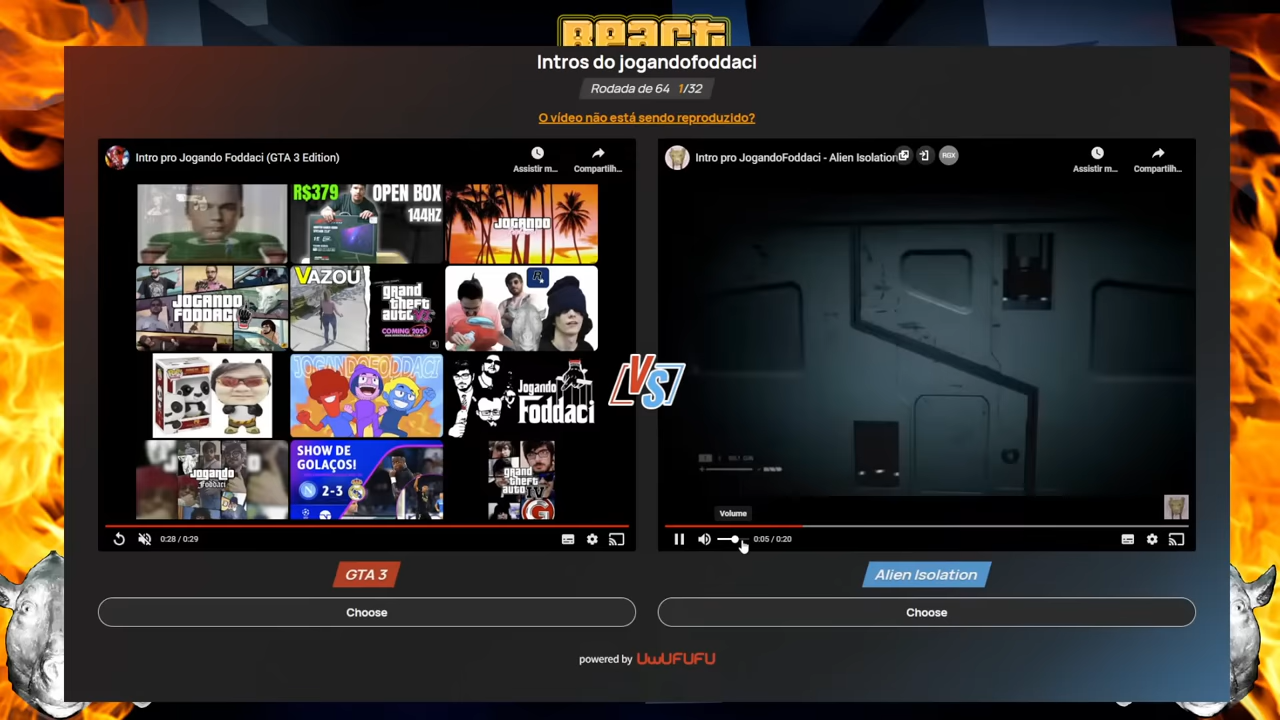 React
Intros do jogandofoddaci
Rodada de 64 1/32
O vídeo não está sendo reproduzido?
Intro pro Jogando Foddaci (GTA 3 Edition)
Assistir m...
Compartilh...
R$379
OPEN BOX
144HZ
JOGANDO
VI
JOGANDO
FODDACI
VAZOU
grand
theft
auto
VI
COMING 2024
R
JOGANDOFODDACI
Jogando
Foddaci
Jogando
Foddaci
SHOW DE
GOLAÇOS!
2-3
grand
theft
auto
IV
0:28 / 0:29
VS
Intro pro JogandoFoddaci - Alien Isolation
RGX
Assistir m...
Compartilh...
Volume
0:05 / 0:20
GTA 3
Alien Isolation
Choose
Choose
powered by UWUFUFU